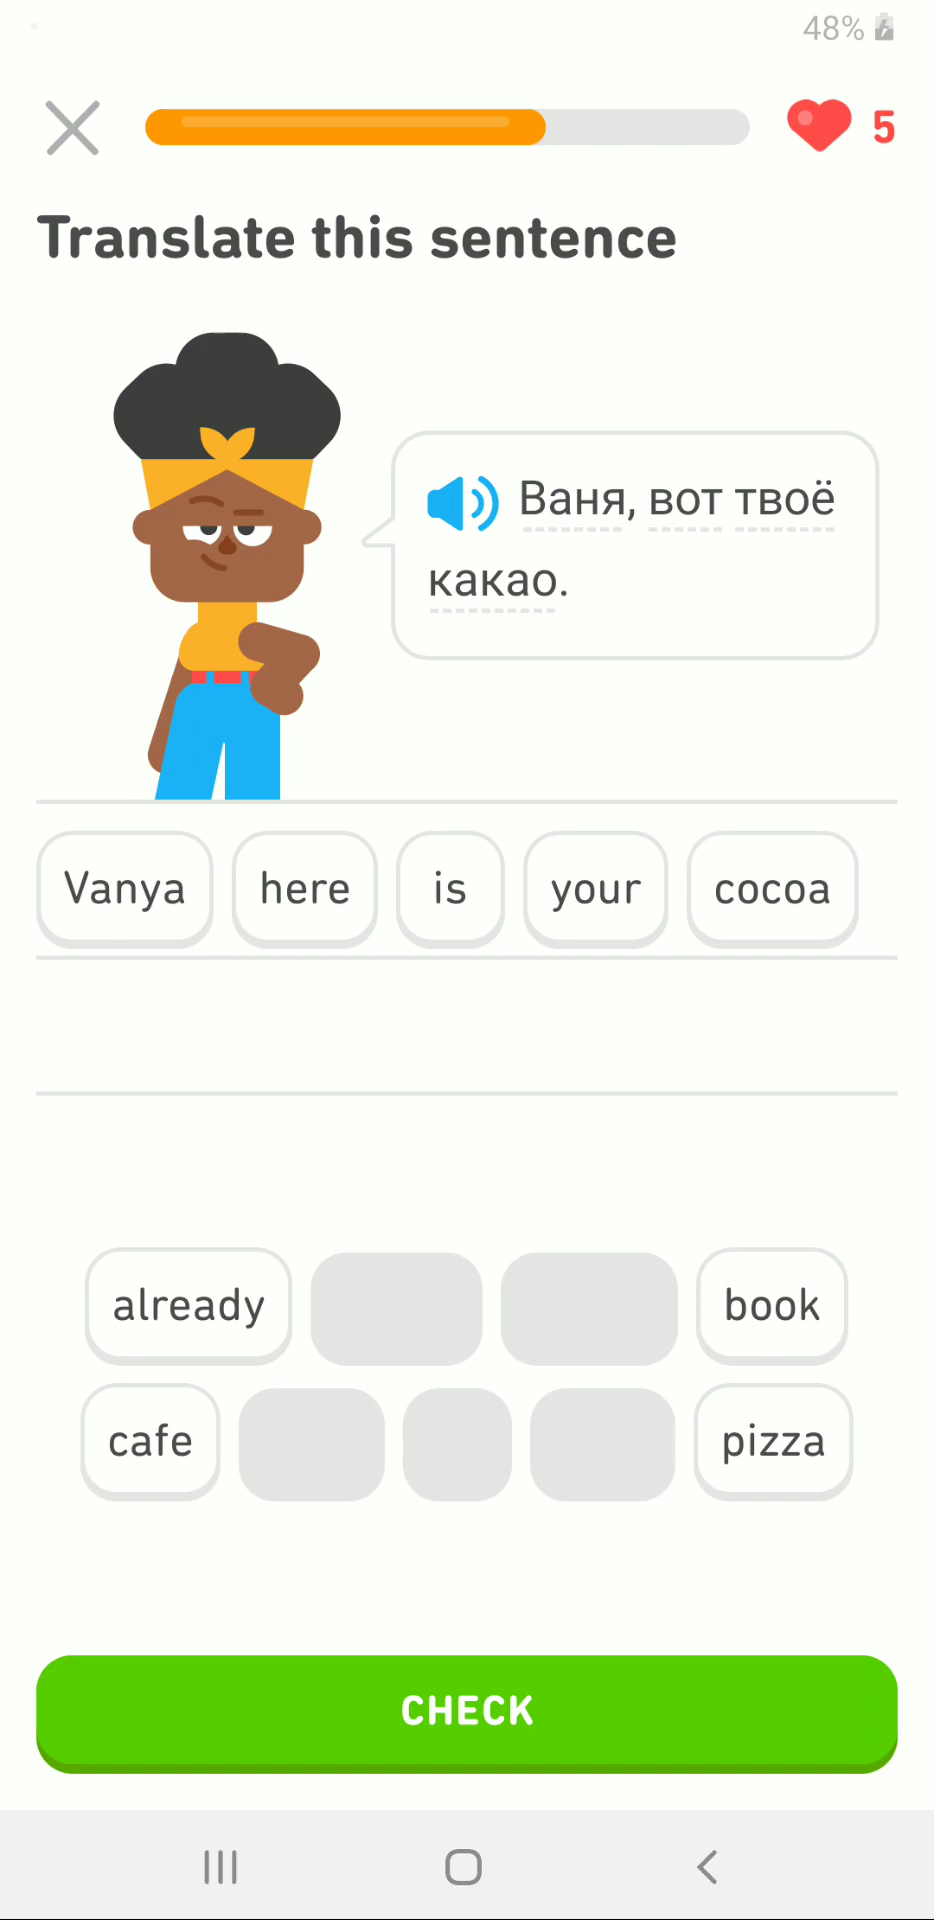 48%
5
Translate this sentence
Ваня, вот твоё
какао.
Vanya here is your cocoa
already book
cafe pizza
CHECK